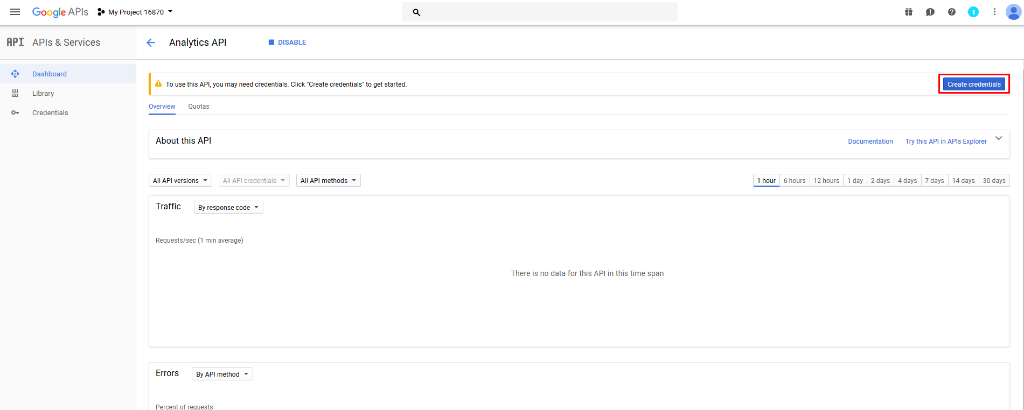 Google APIs My Project 16870 1
API APIs & Services Analytics API DISABLE
Dashboard
Library
Credentials
To use this API, you may need credentials. Click "Create credentials" to get started. Create credentials
Overview Quotas
About this API Documentation Try this API in APIs Explorer
All API versions All API credentials All API methods 1 hour 6 hours 12 hours 1 day 2 days 4 days 7 days 14 days 30 days
Traffic By response code
Requests/sec (1 min average)
There is no data for this API in this time span
Errors By API method
Percent of requests